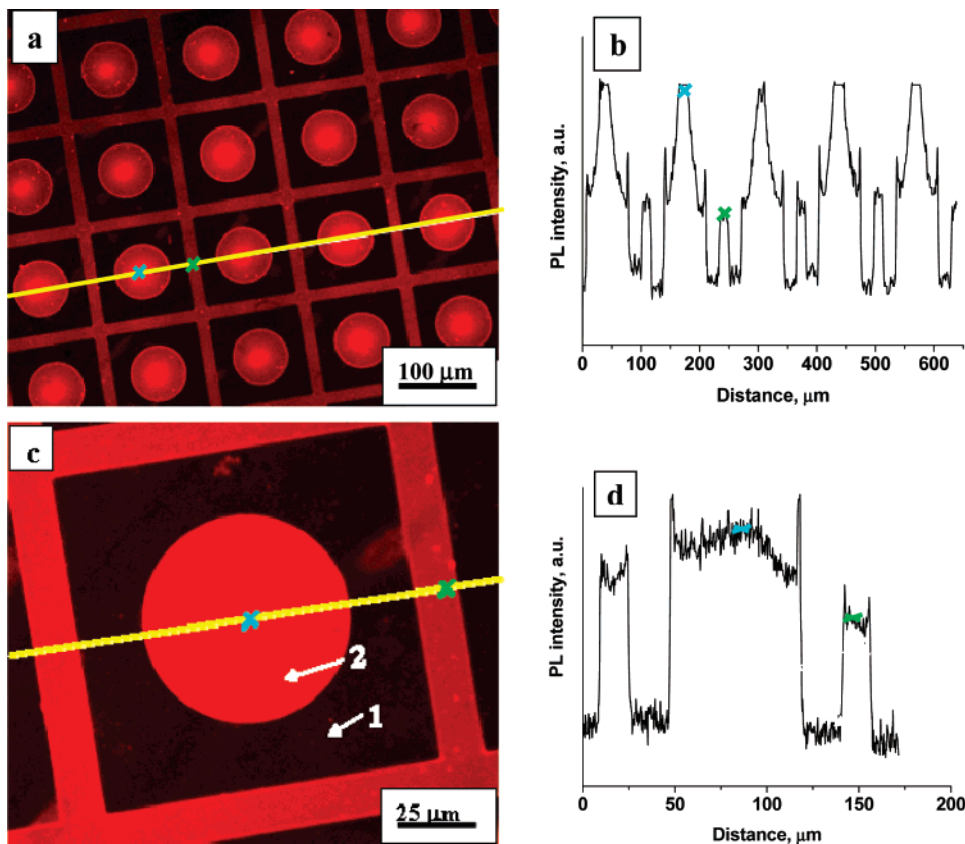 a
100 μm
b
PL intensity, a.u.
0 100 200 300 400 500 600
Distance, μm
c
2
1
25 μm
d
PL intensity, a.u.
0 50 100 150 200
Distance, μm